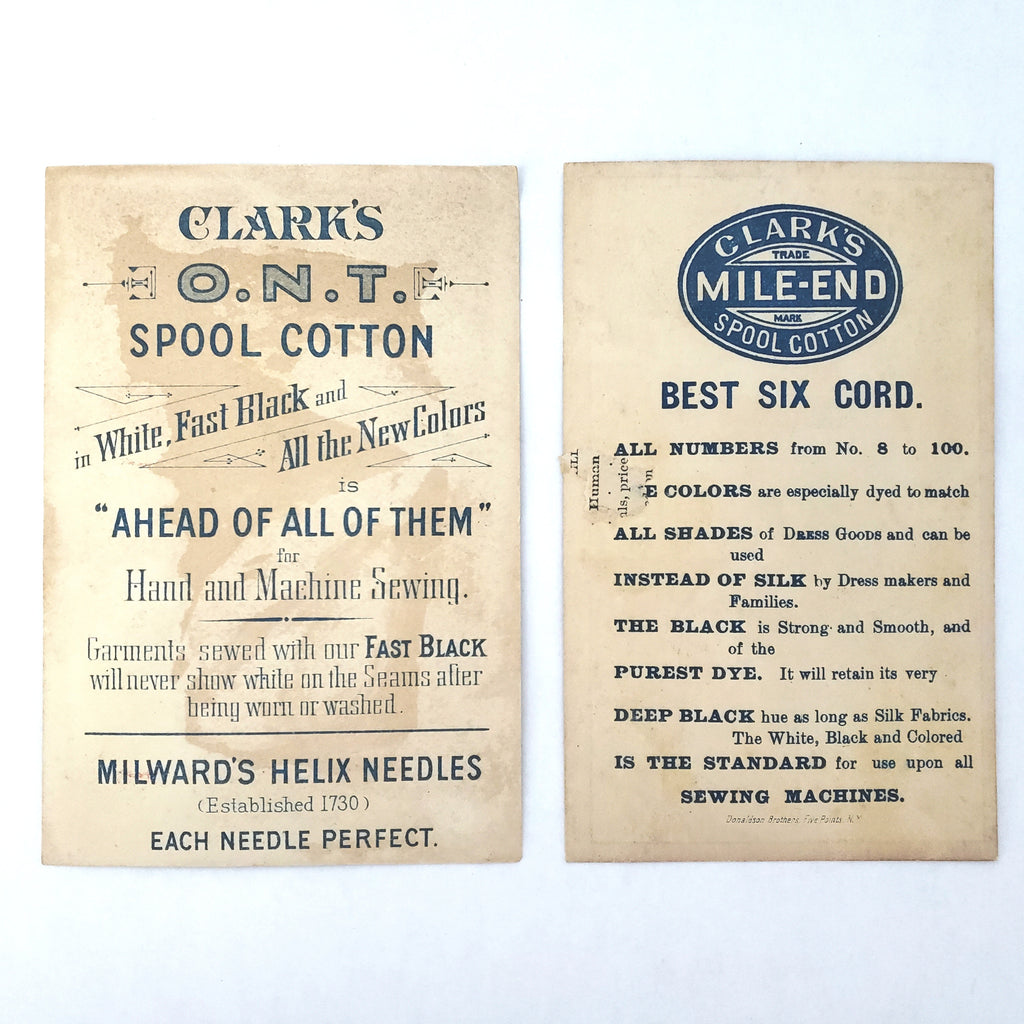 CLARK'S
O.N.T.
SPOOL COTTON
in White, Fast Black and
All the New Colors
is
"AHEAD OF ALL OF THEM"
for
Hand and Machine Sewing.
Garments sewed with our FAST BLACK
will never show white on the Seams after
being worn or washed.
MILWARD'S HELIX NEEDLES
(Established 1730)
EACH NEEDLE PERFECT.
CLARK'S
TRADE
MILE-END
MARK
SPOOL COTTON
BEST SIX CORD.
ALL NUMBERS from No. 8 to 100.
E COLORS are especially dyed to match
ALL SHADES of DRESS GOODS and can be
used
INSTEAD OF SILK by Dress makers and
Families.
THE BLACK is Strong and Smooth, and
of the
PUREST DYE. It will retain its very
DEEP BLACK hue as long as Silk Fabrics.
The White, Black and Colored
IS THE STANDARD for use upon all
SEWING MACHINES.
Donaldson Brothers, Five Points, N.Y.
Human
als, price